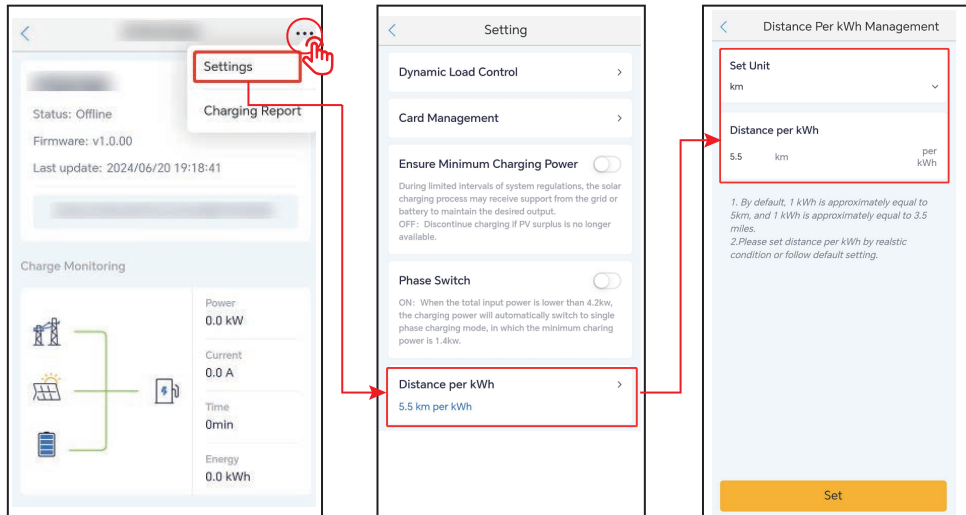 Settings
Charging Report
Status: Offline
Firmware: v1.0.00
Last update: 2024/06/20 19:18:41
Charge Monitoring
Power
0.0 kW
Current
0.0 A
Time
0min
Energy
0.0 kWh
Setting
Dynamic Load Control
Card Management
Ensure Minimum Charging Power
During limited intervals of system regulations, the solar
charging process may receive support from the grid or
battery to maintain the desired output.
OFF: Discontinue charging if PV surplus is no longer
available.
Phase Switch
ON: When the total input power is lower than 4.2kw,
the charging power will automatically switch to single
phase charging mode, in which the minimum charing
power is 1.4kw.
Distance per kWh
5.5 km per kWh
Distance Per kWh Management
Set Unit
km
Distance per kWh
5.5 km per
kWh
1. By default, 1 kWh is approximately equal to
5km, and 1 kWh is approximately equal to 3.5
miles.
2.Please set distance per kWh by realstic
condition or follow default setting.
Set